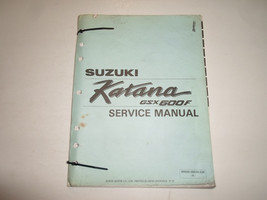 SUZUKI
Katana
GSX600F
SERVICE MANUAL